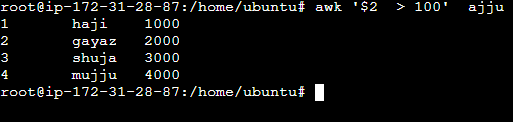 root@ip-172-31-28-87:/home/ubuntu# awk '$2  > 100'  ajju
1       haji    1000
2       gayaz   2000
3       shuja   3000
4       mujju   4000
root@ip-172-31-28-87:/home/ubuntu#